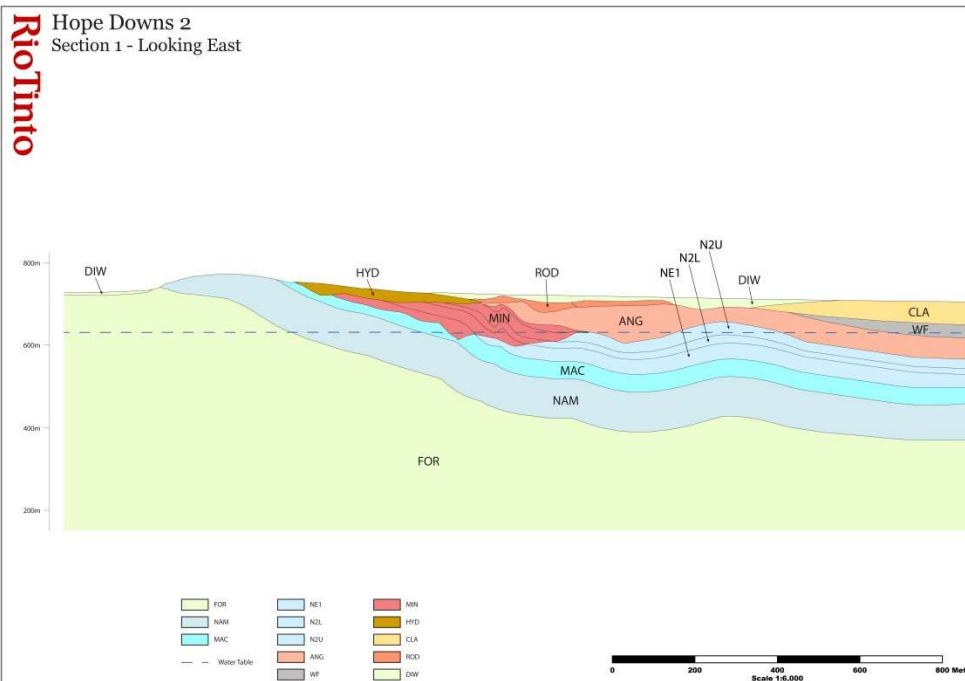 RioTinto
Hope Downs 2
Section 1 - Looking East
N2U
N2L
NE1
800m
DIW
HYD
ROD
DIW
CLA
MIN
ANG
WF
600m
MAC
NAM
400m
FOR
200m
FOR
NE1
MIN
NAM
N2L
HYD
MAC
N2U
CLA
Water Table
ANG
ROD
WF
DIW
0 200 400 600 800 Met
Scale 1:6,000